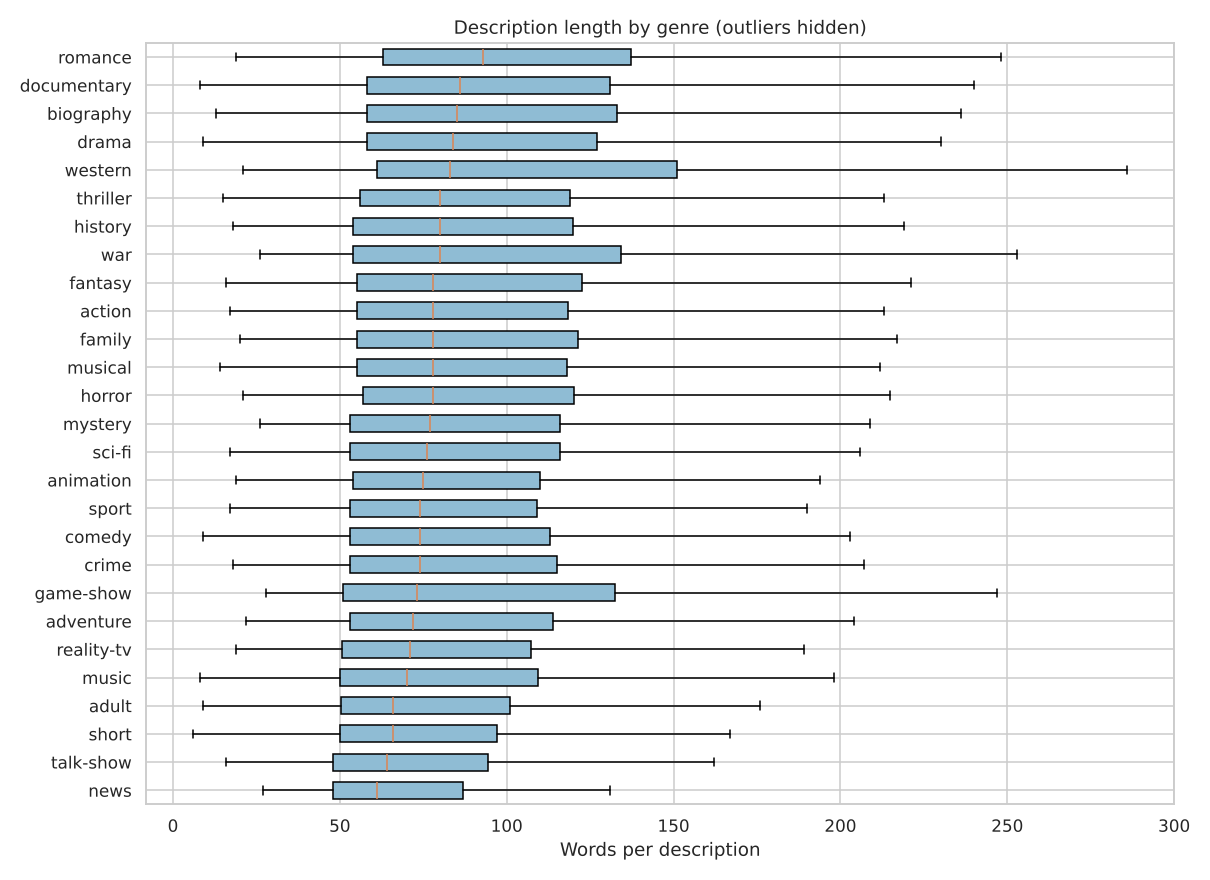 Description length by genre (outliers hidden)
romance
documentary
biography
drama
western
thriller
history
war
fantasy
action
family
musical
horror
mystery
sci-fi
animation
sport
comedy
crime
game-show
adventure
reality-tv
music
adult
short
talk-show
news
0 50 100 150 200 250 300
Words per description